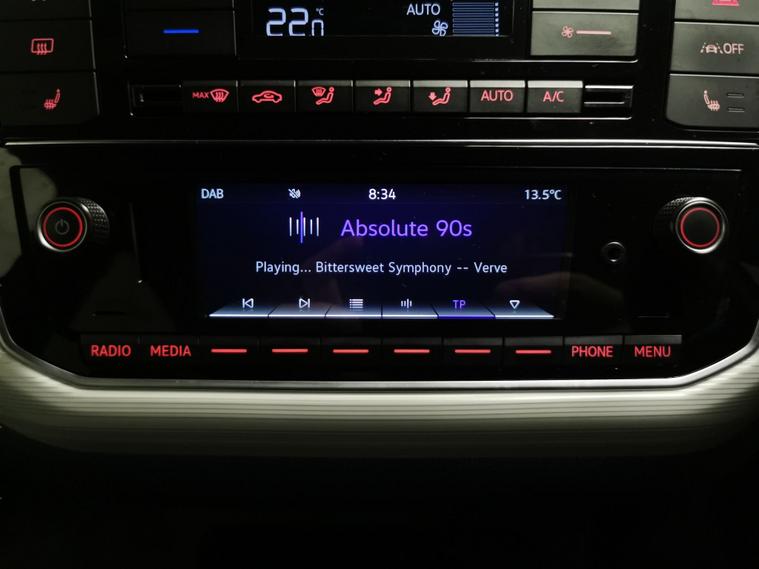 22.0 °C AUTO
OFF
MAX AUTO A/C
DAB 8:34 13.5°C
Absolute 90s
Playing... Bittersweet Symphony -- Verve
TP
RADIO MEDIA PHONE MENU